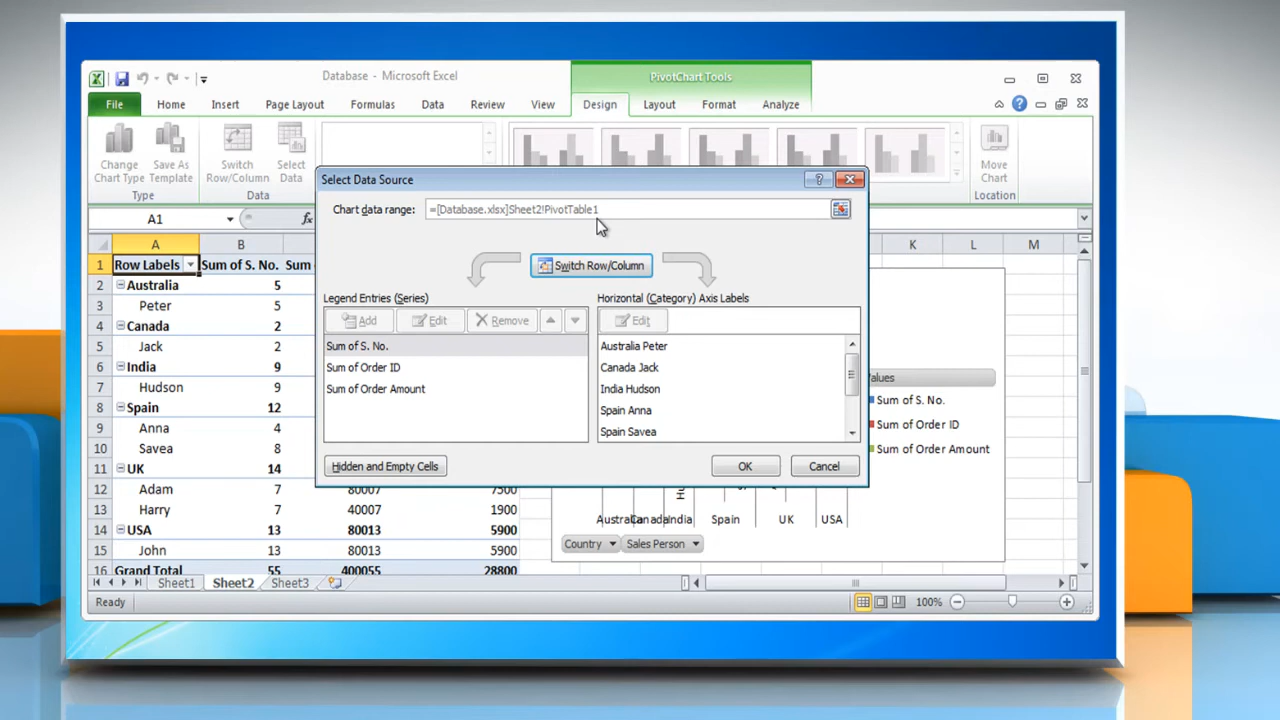 Database - Microsoft Excel
PivotChart Tools
File Home Insert Page Layout Formulas Data Review View Design Layout Format Analyze
Change Chart Type
Save As Template
Switch Row/Column
Select Data
Move Chart
Type
Data
Location
A1
fx
Select Data Source
Chart data range: =[Database.xlsx]Sheet2!PivotTable1
Switch Row/Column
Legend Entries (Series)
Horizontal (Category) Axis Labels
Add Edit Remove
Edit
Sum of S. No.
Sum of Order ID
Sum of Order Amount
Australia Peter
Canada Jack
India Hudson
Spain Anna
Spain Savea
Hidden and Empty Cells
OK Cancel
A B K L M
1 Row Labels Sum of S. No. Sum
2 Australia 5
3 Peter 5
4 Canada 2
5 Jack 2
6 India 9
7 Hudson 9
8 Spain 12
9 Anna 4
10 Savea 8
11 UK 14
12 Adam 7 80007 7500
13 Harry 7 40007 1900
14 USA 13 80013 5900
15 John 13 80013 5900
16 Grand Total 55 400055 28800
Sum of S. No.
Sum of Order ID
Sum of Order Amount
Australia Canada India Spain UK USA
Country Sales Person
Sheet1 Sheet2 Sheet3
Ready
100%